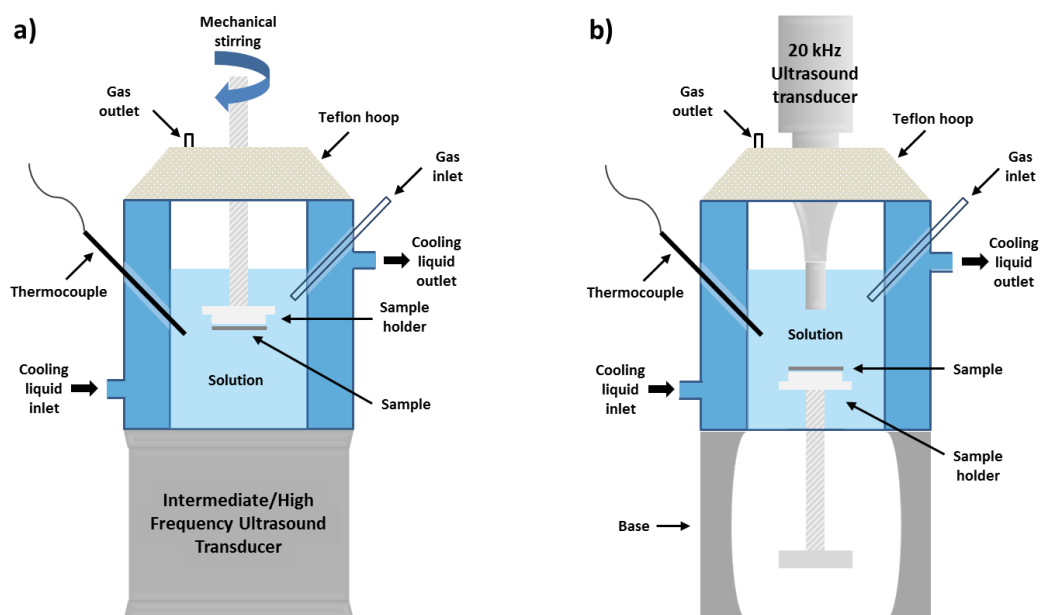 a)
Mechanical
stirring
Gas
outlet
Teflon hoop
Gas
inlet
Cooling
liquid
outlet
Thermocouple
Sample
holder
Cooling
liquid
inlet
Solution
Sample
Intermediate/High
Frequency Ultrasound
Transducer
b)
20 kHz
Ultrasound
transducer
Gas
outlet
Teflon hoop
Gas
inlet
Cooling
liquid
outlet
Thermocouple
Solution
Cooling
liquid
inlet
Sample
Sample
holder
Base